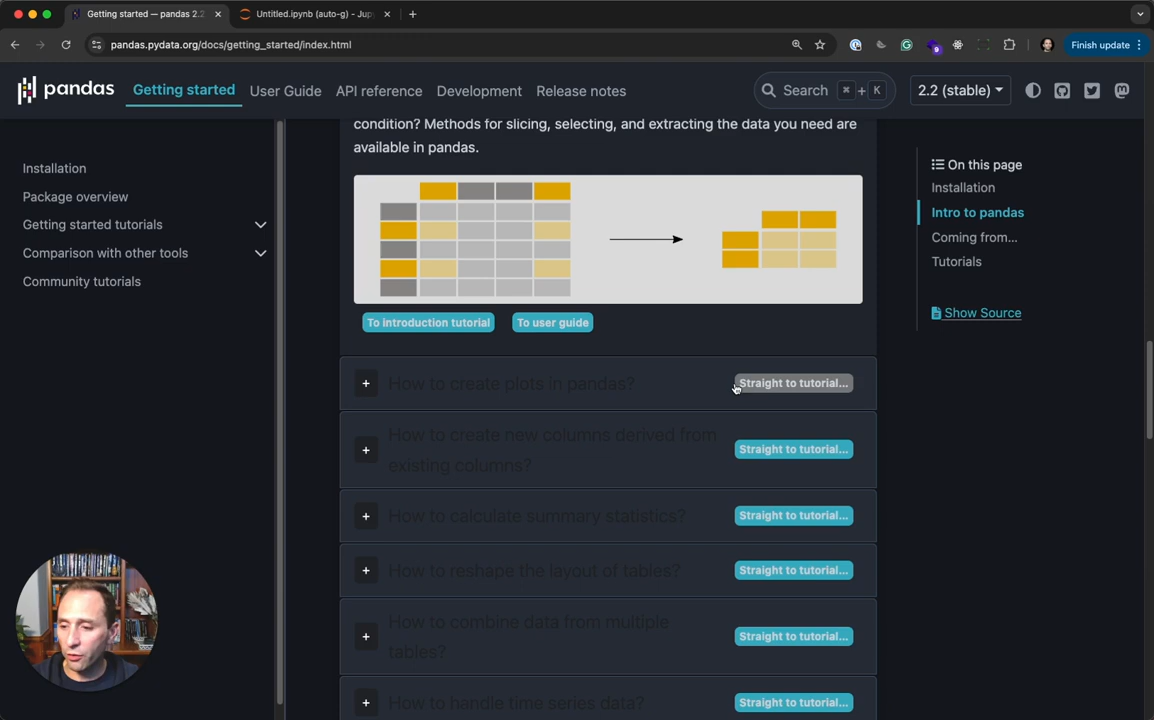 Getting started — pandas 2.2
Untitled.ipynb (auto-g) - Jup
pandas.pydata.org/docs/getting_started/index.html
9
Finish update
pandas
Getting started
User Guide
API reference
Development
Release notes
Search ⌘ + K
2.2 (stable)
Installation
Package overview
Getting started tutorials
Comparison with other tools
Community tutorials
condition? Methods for slicing, selecting, and extracting the data you need are
available in pandas.
To introduction tutorial
To user guide
+ How to create plots in pandas?
Straight to tutorial...
+ How to create new columns derived from
existing columns?
Straight to tutorial...
+ How to calculate summary statistics?
Straight to tutorial...
+ How to reshape the layout of tables?
Straight to tutorial...
+ How to combine data from multiple
tables?
Straight to tutorial...
+ How to handle time series data?
Straight to tutorial...
On this page
Installation
Intro to pandas
Coming from...
Tutorials
Show Source